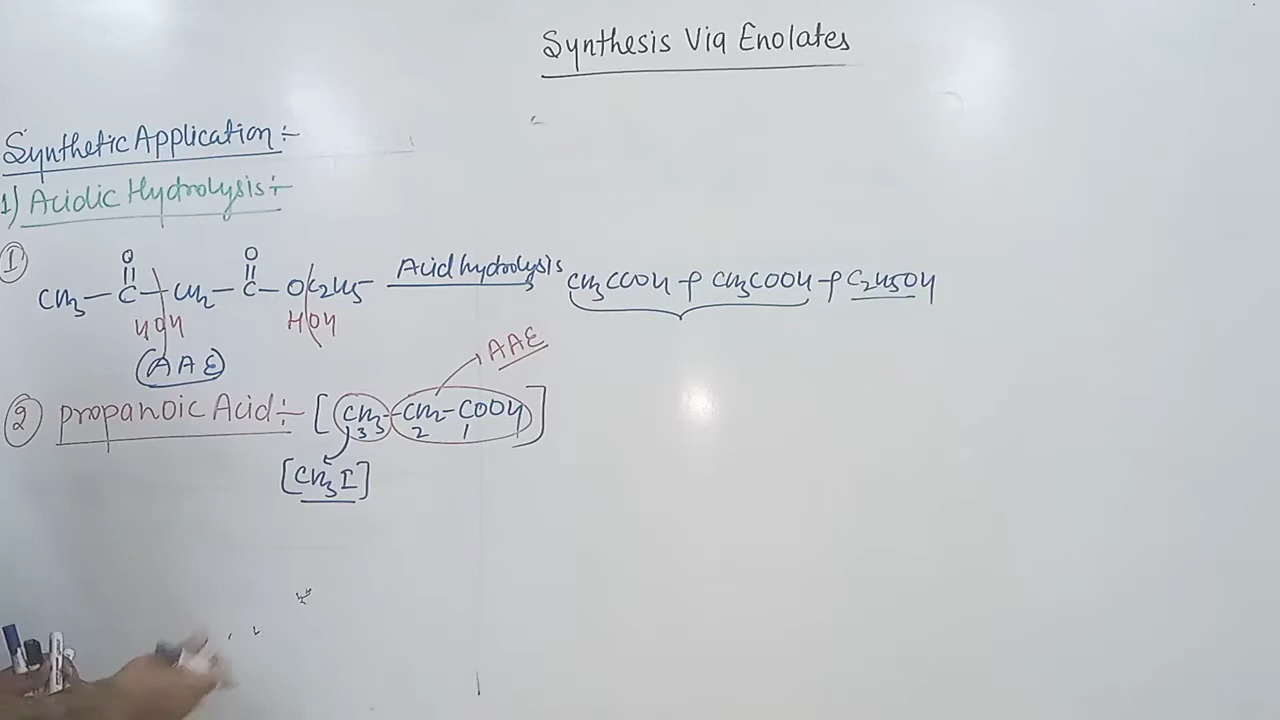 Synthesis Via Enolates
Synthetic Application :-
1) Acidic Hydrolysis :-
① CH3 - C - CH2 - C - OC2H5 Acid hydrolysis CH3COOH + CH3COOH + C2H5OH
O O
HOH HOH
(AAE)
AAE
② Propanoic Acid :- [CH3 - CH2 - COOH]
3 2 1
[CH3I]